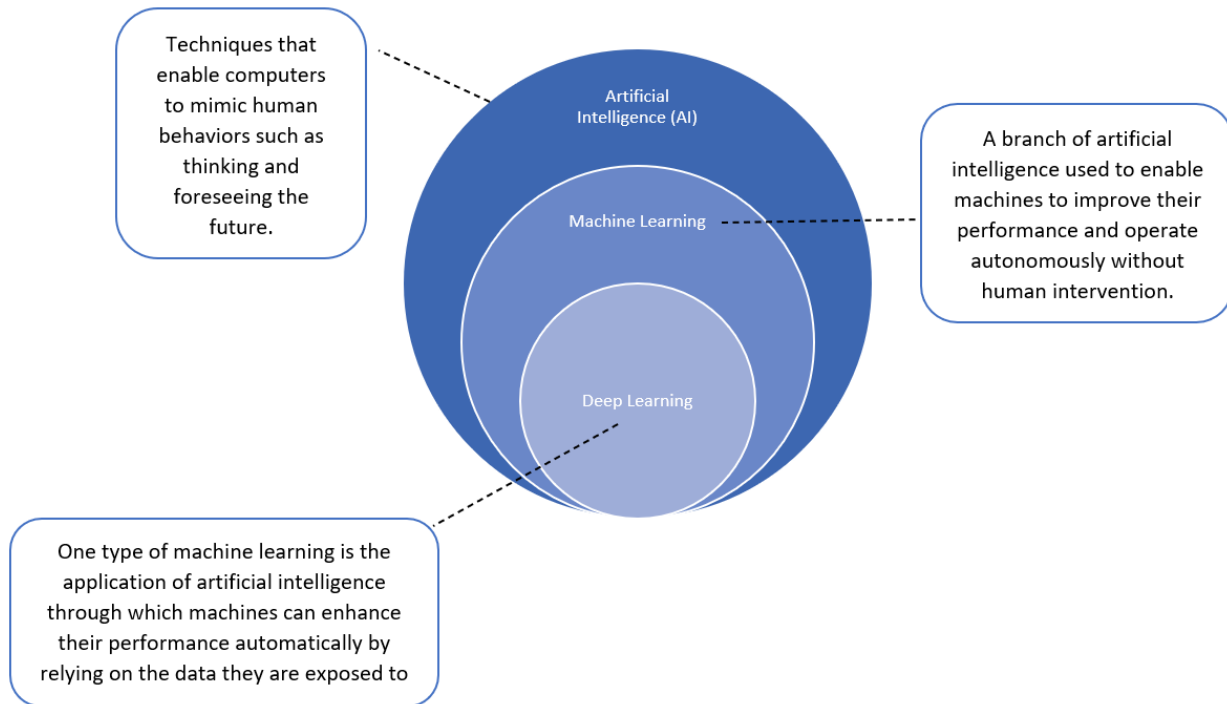 Techniques that
enable computers
to mimic human
behaviors such as
thinking and
foreseeing the
future.
Artificial
Intelligence (AI)
A branch of artificial
intelligence used to enable
machines to improve their
performance and operate
autonomously without
human intervention.
Machine Learning
Deep Learning
One type of machine learning is the
application of artificial intelligence
through which machines can enhance
their performance automatically by
relying on the data they are exposed to